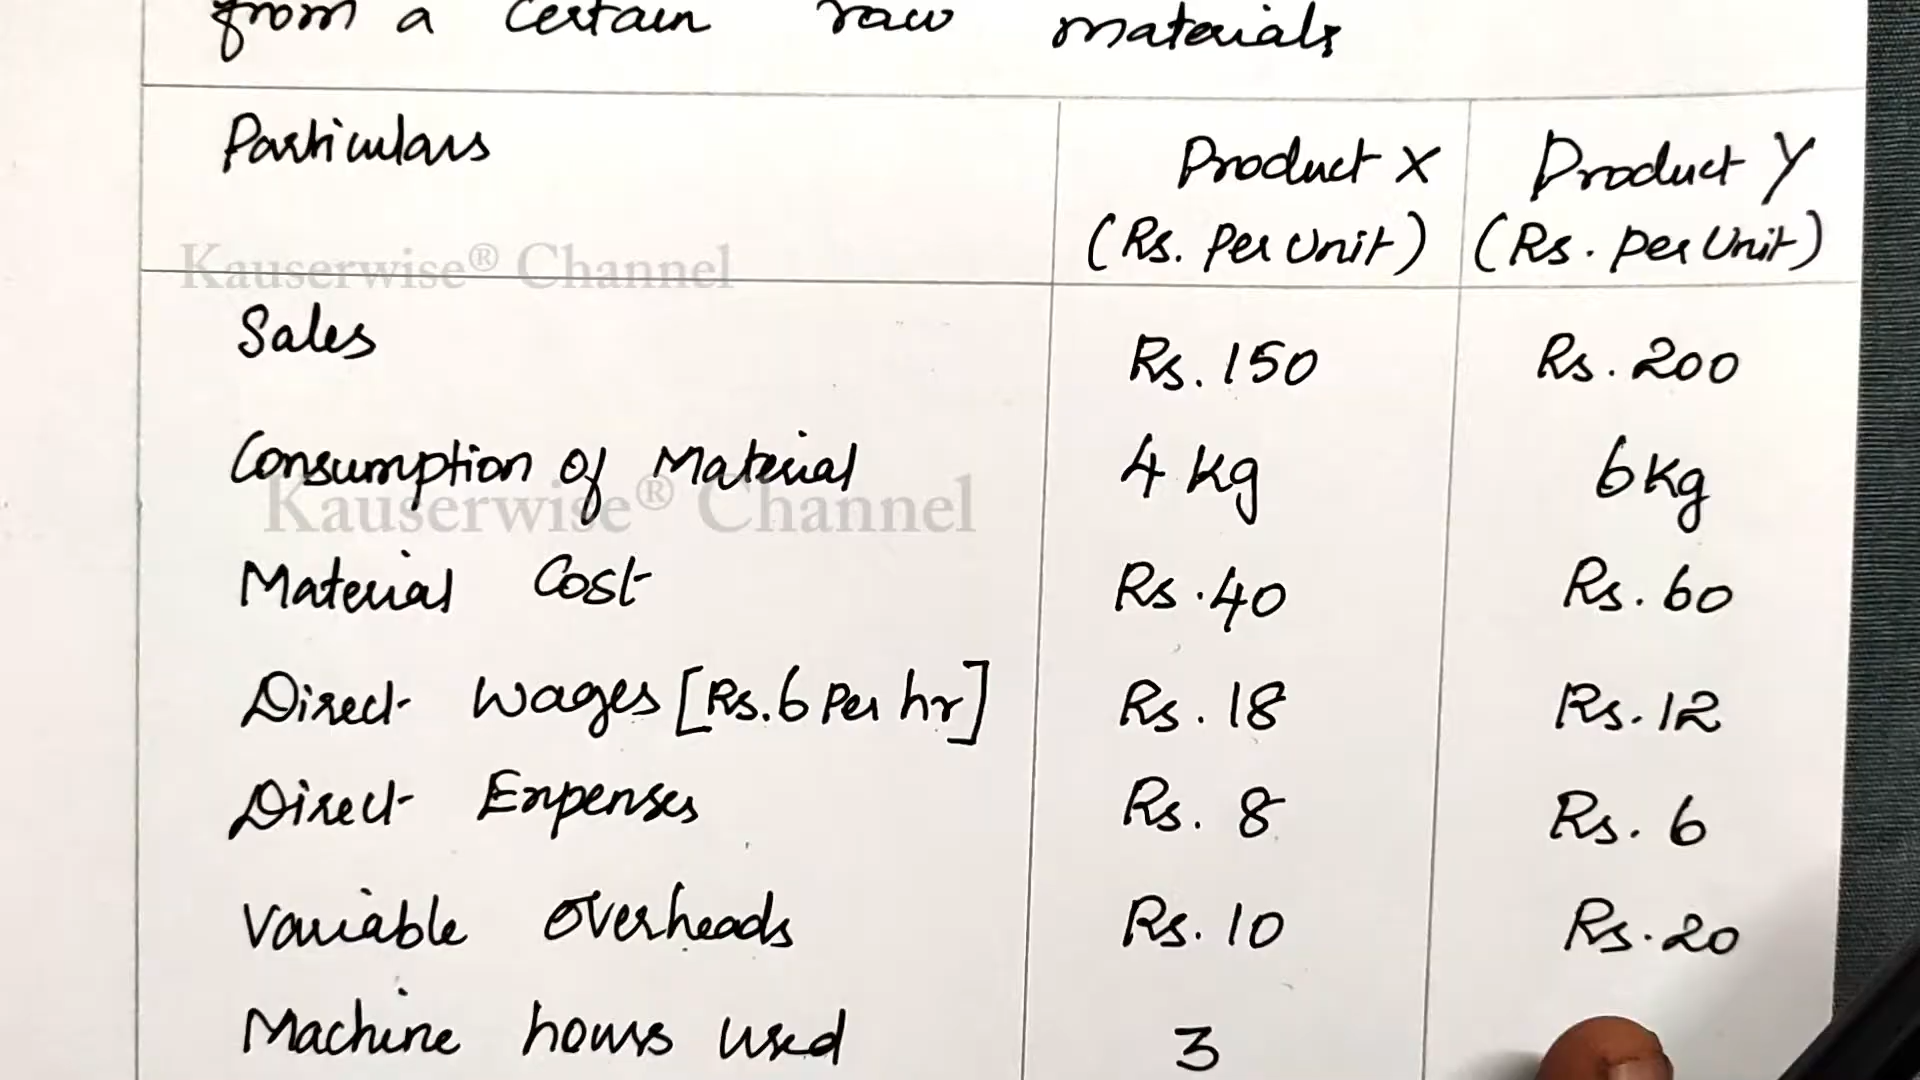 from a certain raw materials
Particulars Product X Product Y
(Rs. Per Unit) (Rs. Per Unit)
Kauserwise® Channel
Sales Rs. 150 Rs. 200
Consumption of Material 4 Kg 6 Kg
Kauserwise® Channel
Material Cost Rs. 40 Rs. 60
Direct Wages [Rs. 6 Per hr] Rs. 18 Rs. 12
Direct Expenses Rs. 8 Rs. 6
Variable Overheads Rs. 10 Rs. 20
Machine hours used 3